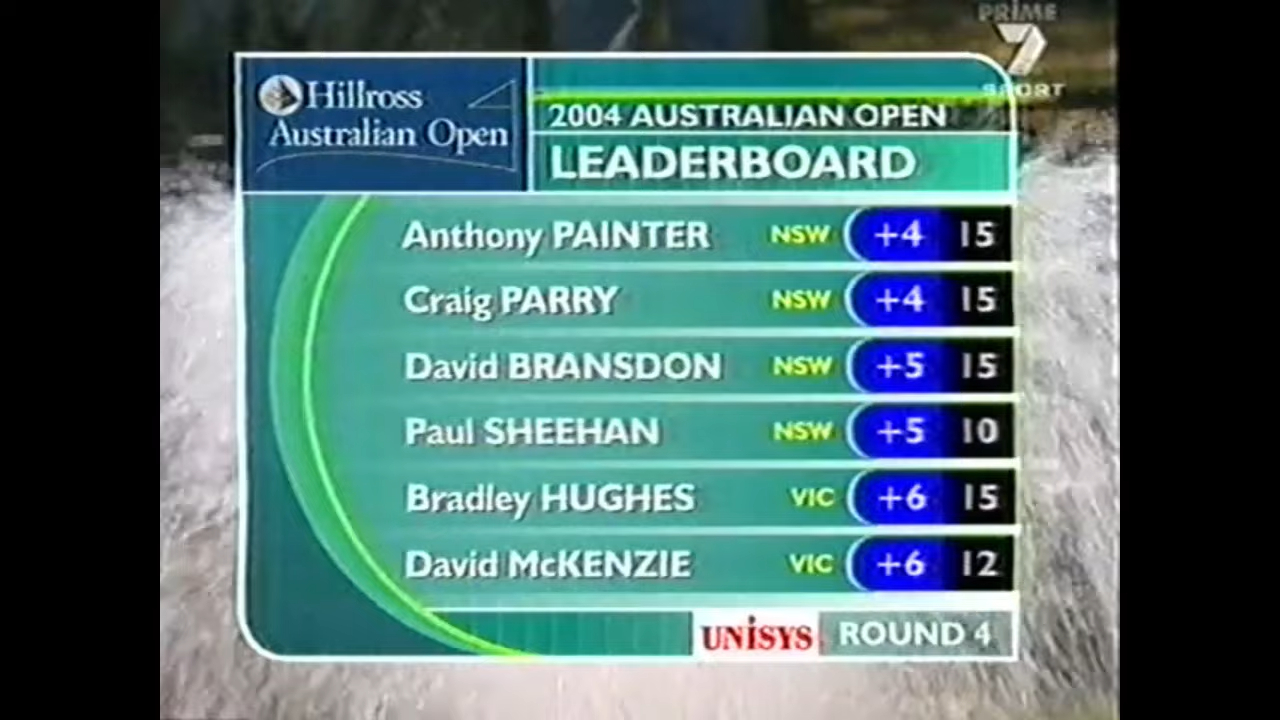 PRiME
7
SPORT
Hillross
Australian Open
2004 AUSTRALIAN OPEN
LEADERBOARD
Anthony PAINTER NSW +4 15
Craig PARRY NSW +4 15
David BRANSDON NSW +5 15
Paul SHEEHAN NSW +5 10
Bradley HUGHES VIC +6 15
David McKENZIE VIC +6 12
UNiSYS ROUND 4